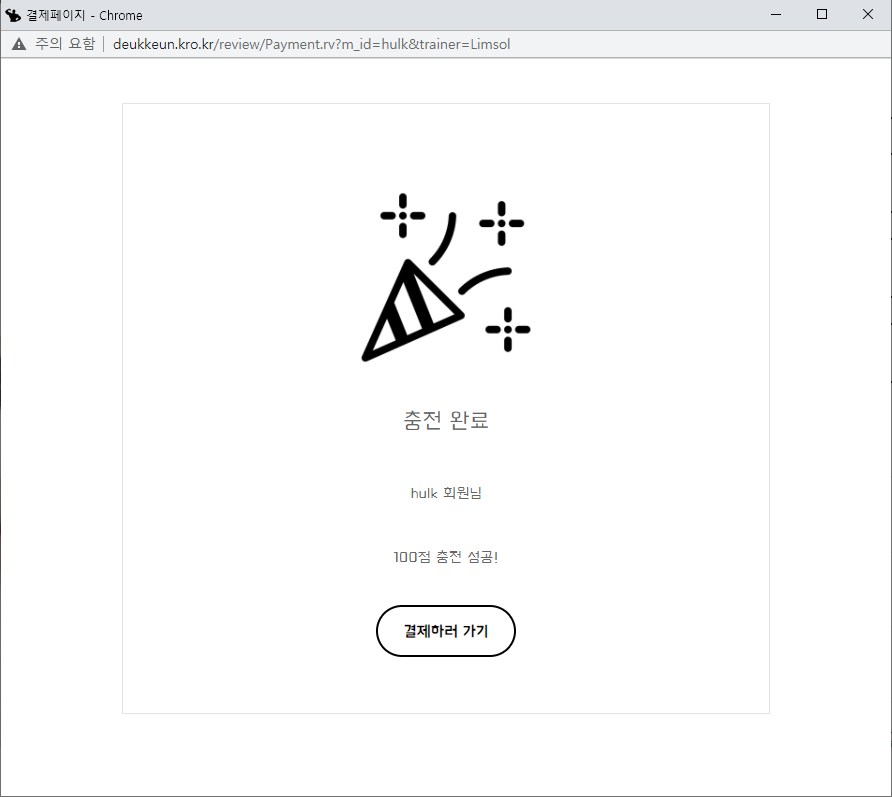 결제페이지 - Chrome
주의 요함 | deukkeun.kro.kr/review/Payment.rv?m_id=hulk&trainer=Limsol
충전 완료
hulk 회원님
100점 충전 성공!
결제하러 가기